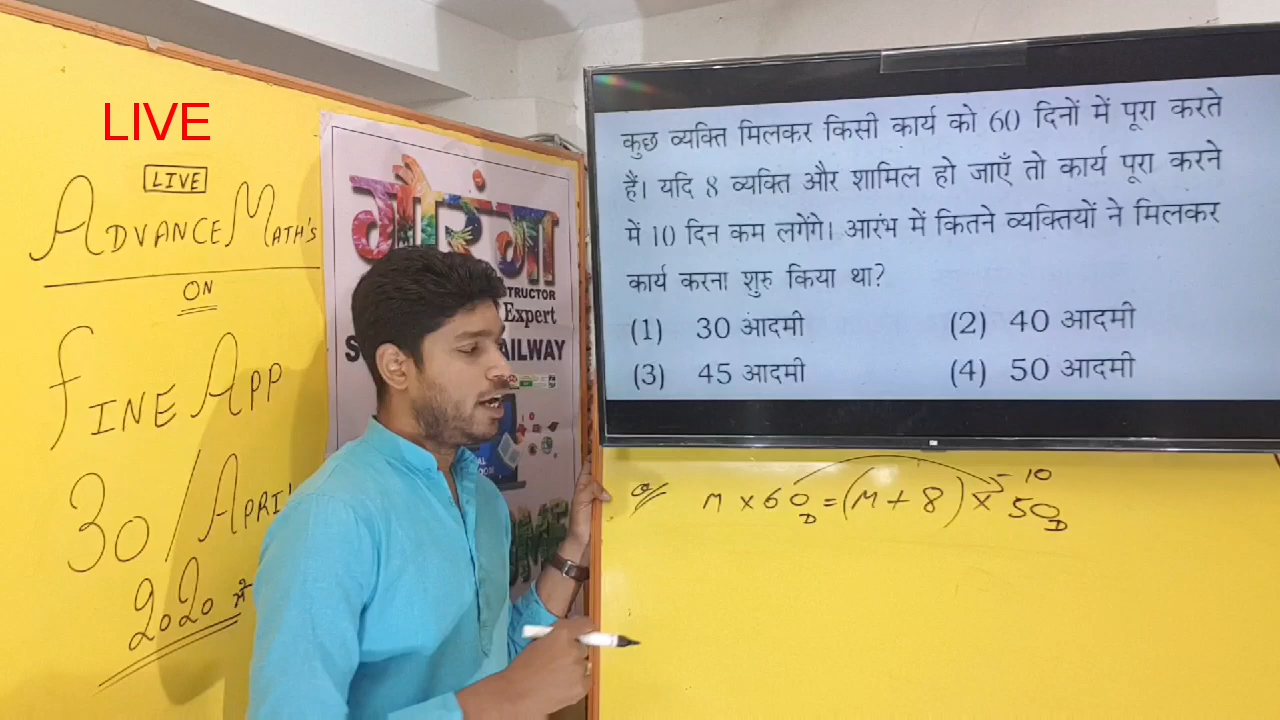 LIVE
LIVE
ADVANCE MATH'S
ON
FINE APP
30/APRI
2020 से
गौरंगा
STRUCTOR
Expert
AILWAY
कुछ व्यक्ति मिलकर किसी कार्य को 60 दिनों में पूरा करते
हैं। यदि 8 व्यक्ति और शामिल हो जाएँ तो कार्य पूरा करने
में 10 दिन कम लगेंगे। आरंभ में कितने व्यक्तियों ने मिलकर
कार्य करना शुरु किया था?
(1) 30 आदमी (2) 40 आदमी
(3) 45 आदमी (4) 50 आदमी
-10
M × 60D = (M + 8) × 50D